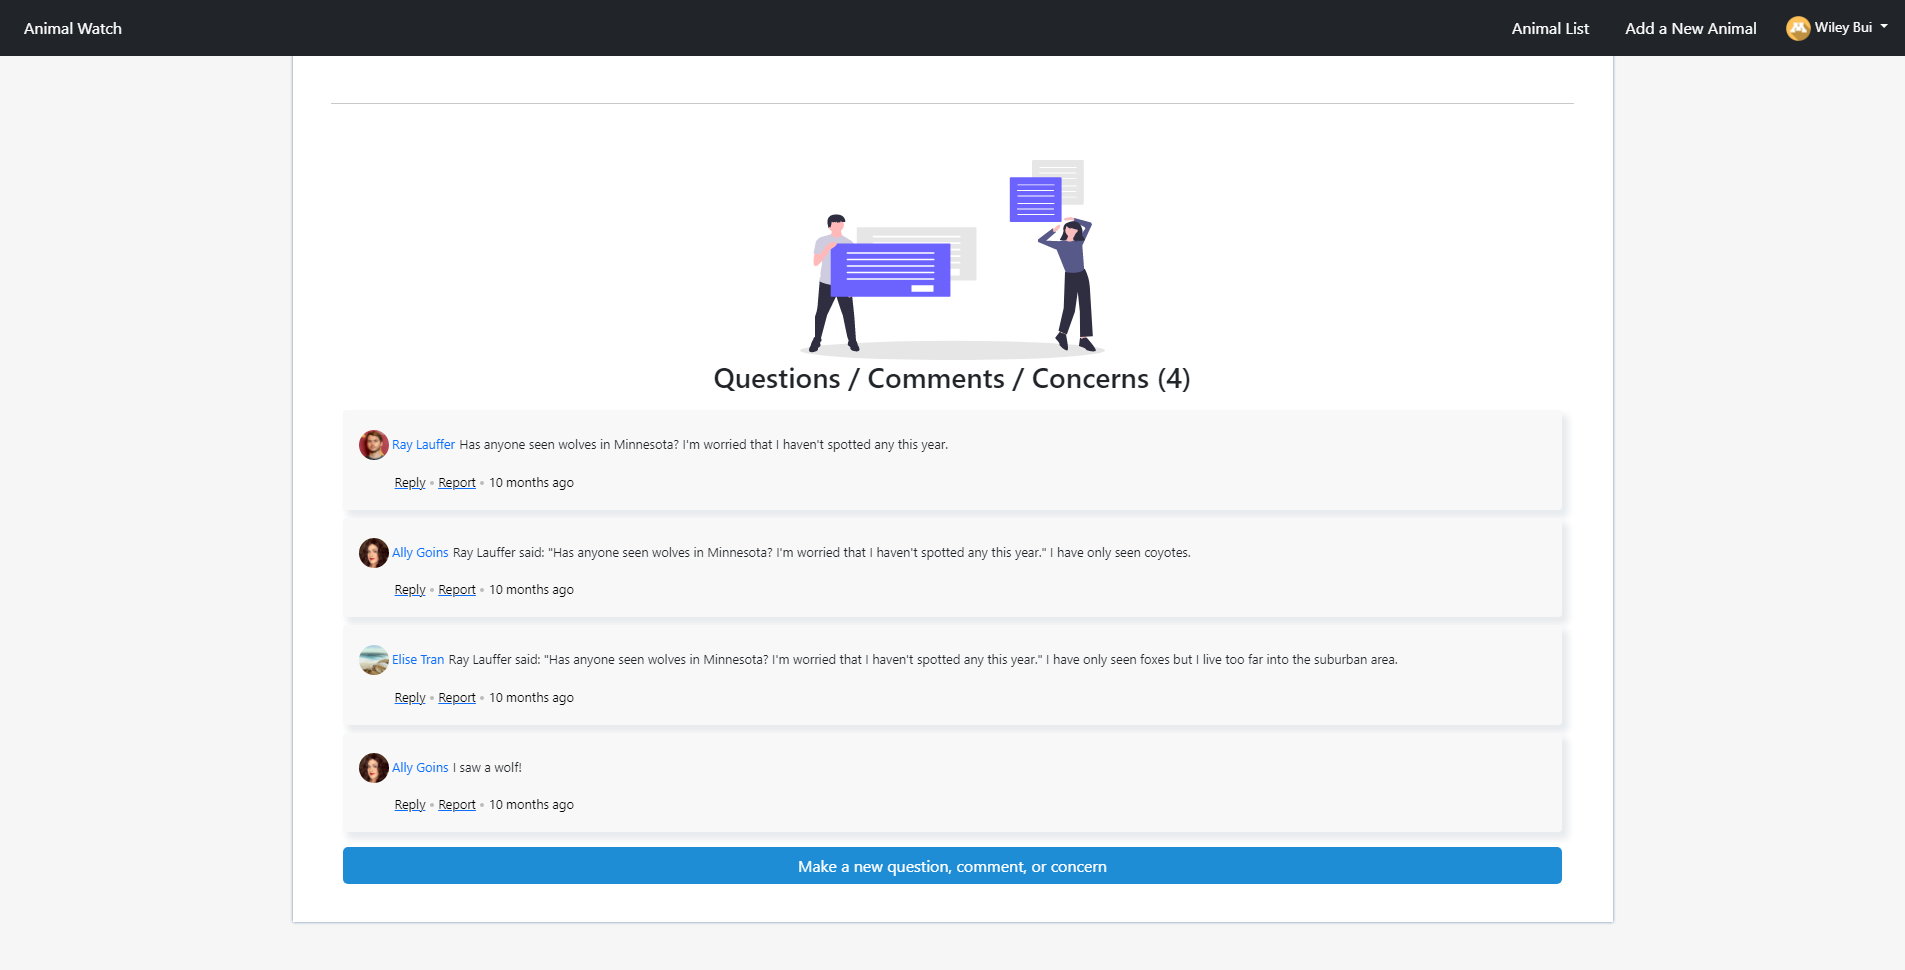 Animal Watch
Animal List
Add a New Animal
Wiley Bui
Questions / Comments / Concerns (4)
Ray Lauffer Has anyone seen wolves in Minnesota? I'm worried that I haven't spotted any this year.
Reply • Report • 10 months ago
Ally Goins Ray Lauffer said: "Has anyone seen wolves in Minnesota? I'm worried that I haven't spotted any this year." I have only seen coyotes.
Reply • Report • 10 months ago
Elise Tran Ray Lauffer said: "Has anyone seen wolves in Minnesota? I'm worried that I haven't spotted any this year." I have only seen foxes but I live too far into the suburban area.
Reply • Report • 10 months ago
Ally Goins I saw a wolf!
Reply • Report • 10 months ago
Make a new question, comment, or concern